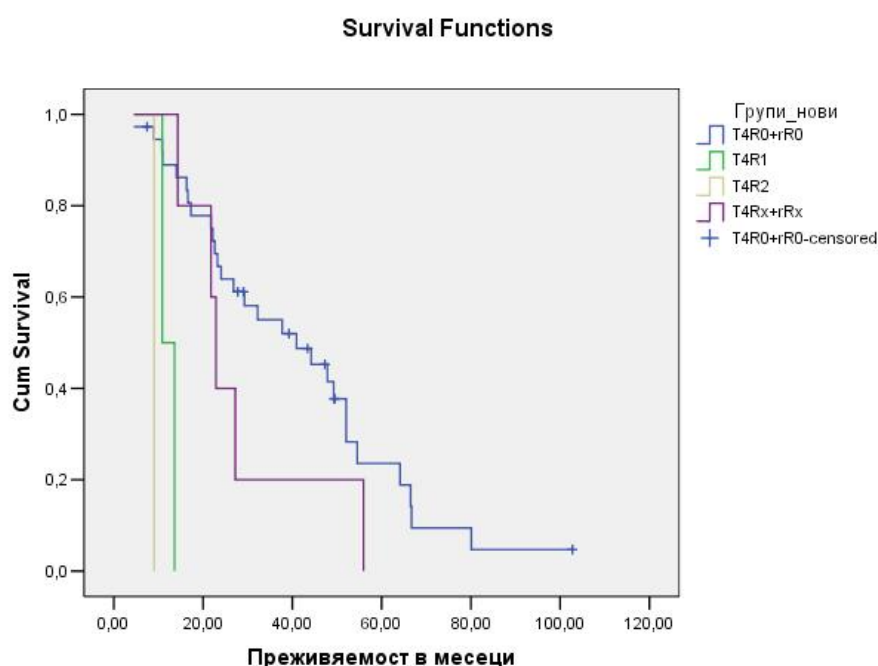 Survival Functions
Cum Survival
1,0
0,8
0,6
0,4
0,2
0,0
0,00 20,00 40,00 60,00 80,00 100,00 120,00
Преживяемост в месеци
Групи_нови
T4R0+rR0
T4R1
T4R2
T4Rx+rRx
T4R0+rR0-censored